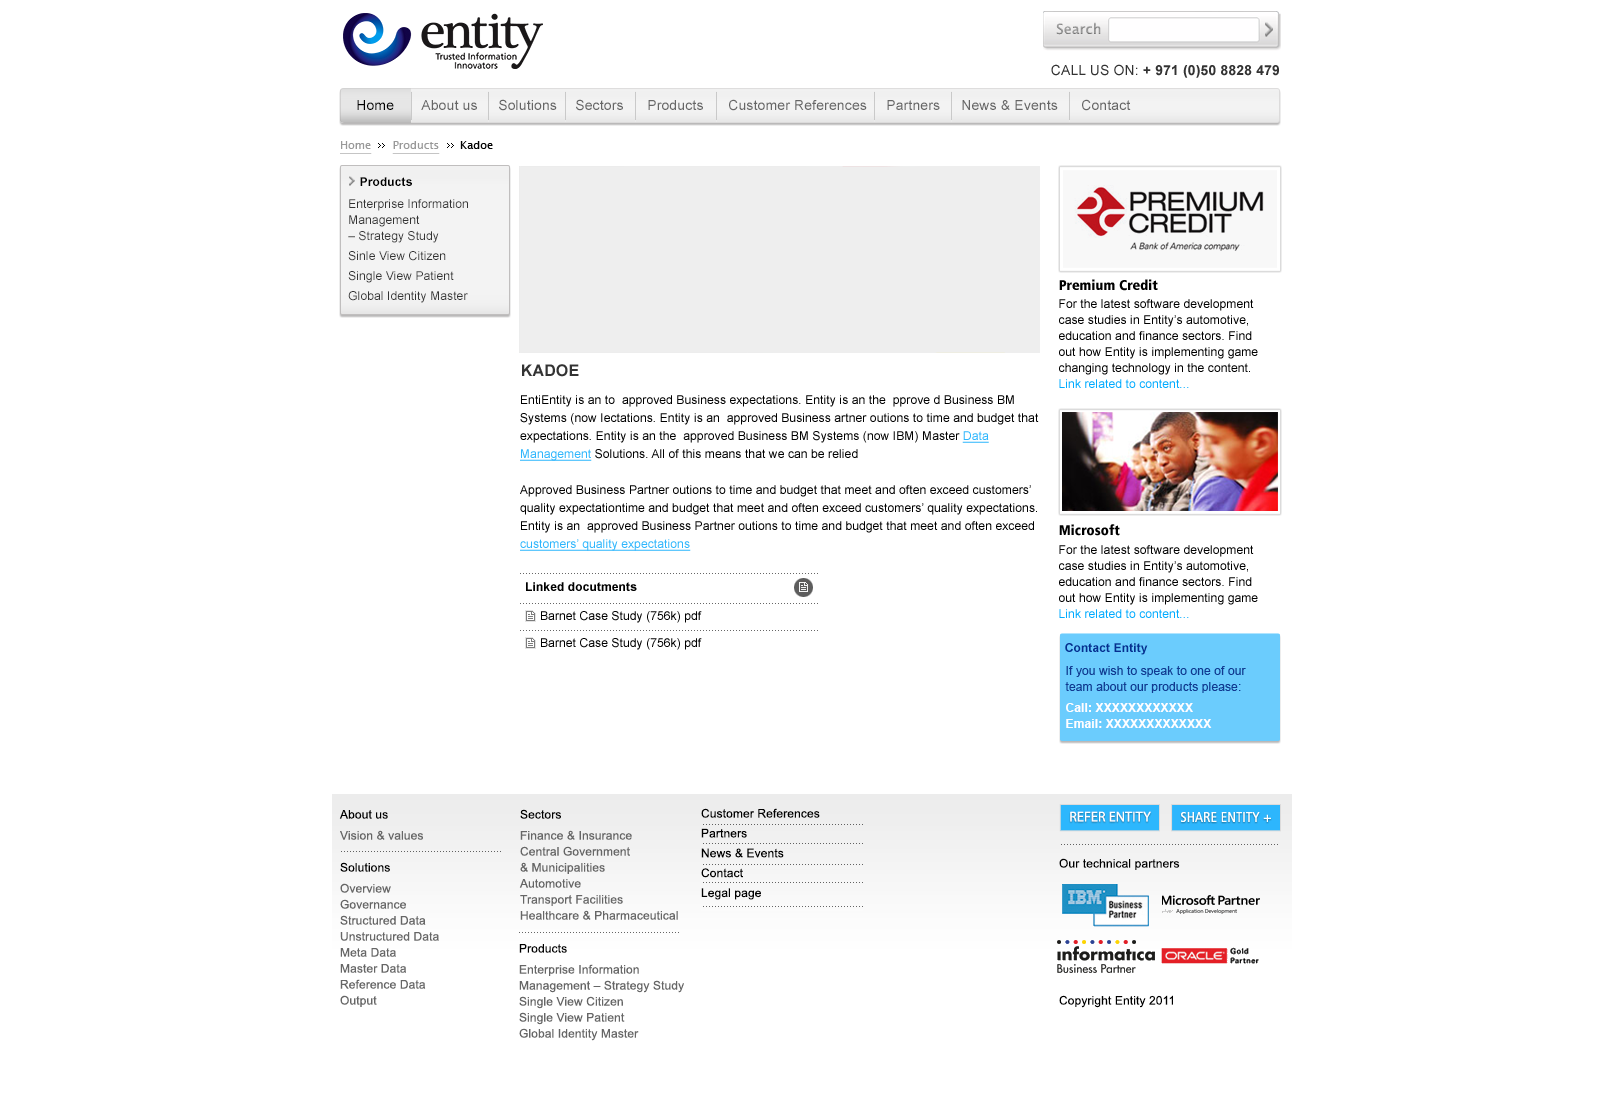 entity
Trusted Information
Innovators
Search
CALL US ON: + 971 (0)50 8828 479
Home
About us
Solutions
Sectors
Products
Customer References
Partners
News & Events
Contact
Home » Products » Kadoe
Products
Enterprise Information
Management
– Strategy Study
Sinle View Citizen
Single View Patient
Global Identity Master
KADOE
EntiEntity is an to  approved Business expectations. Entity is an the  pprove d Business BM
Systems (now Iectations. Entity is an  approved Business artner outions to time and budget that
expectations. Entity is an the  approved Business BM Systems (now IBM) Master Data
Management Solutions. All of this means that we can be relied
Approved Business Partner outions to time and budget that meet and often exceed customers’
quality expectationtime and budget that meet and often exceed customers’ quality expectations.
Entity is an  approved Business Partner outions to time and budget that meet and often exceed
customers’ quality expectations
Linked docutments
Barnet Case Study (756k) pdf
Barnet Case Study (756k) pdf
PREMIUM
CREDIT
A Bank of America company
Premium Credit
For the latest software development
case studies in Entity’s automotive,
education and finance sectors. Find
out how Entity is implementing game
changing technology in the content.
Link related to content...
Microsoft
For the latest software development
case studies in Entity’s automotive,
education and finance sectors. Find
out how Entity is implementing game
Link related to content...
Contact Entity
If you wish to speak to one of our
team about our products please:
Call: XXXXXXXXXXXX
Email: XXXXXXXXXXXXX
About us
Vision & values
Solutions
Overview
Governance
Structured Data
Unstructured Data
Meta Data
Master Data
Reference Data
Output
Sectors
Finance & Insurance
Central Government
& Municipalities
Automotive
Transport Facilities
Healthcare & Pharmaceutical
Products
Enterprise Information
Management – Strategy Study
Single View Citizen
Single View Patient
Global Identity Master
Customer References
Partners
News & Events
Contact
Legal page
REFER ENTITY
SHARE ENTITY +
Our technical partners
IBM
Business
Partner
Microsoft Partner
Application Development
informatica
Business Partner
ORACLE
Gold
Partner
Copyright Entity 2011